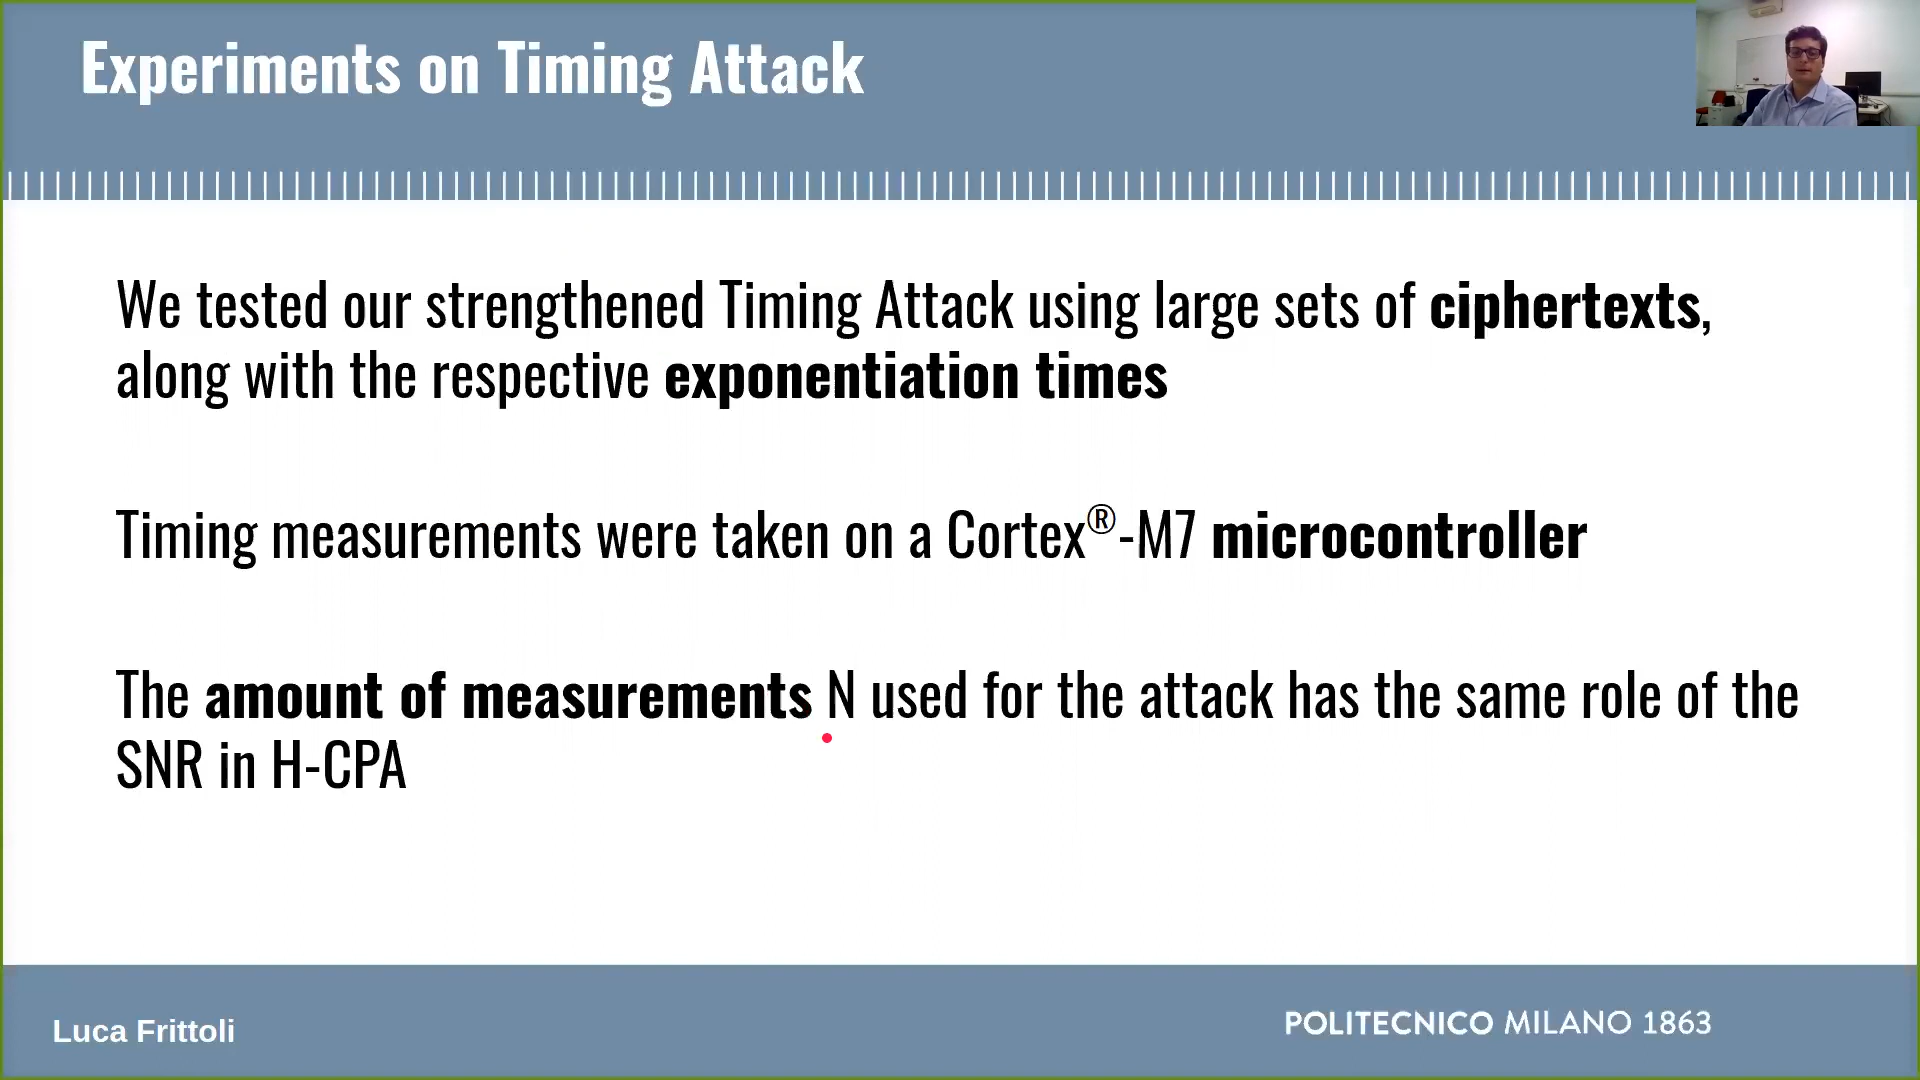 Experiments on Timing Attack
We tested our strengthened Timing Attack using large sets of ciphertexts,
along with the respective exponentiation times
Timing measurements were taken on a Cortex®-M7 microcontroller
The amount of measurements N used for the attack has the same role of the
SNR in H-CPA
Luca Frittoli
POLITECNICO MILANO 1863